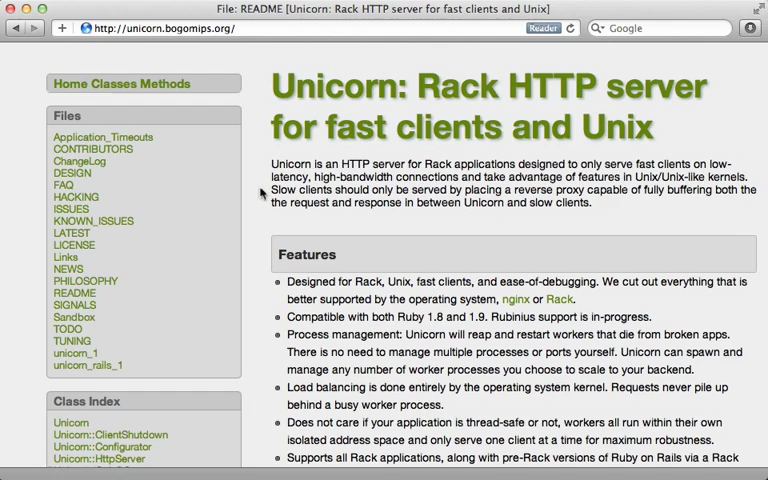 File: README [Unicorn: Rack HTTP server for fast clients and Unix]
http://unicorn.bogomips.org/
Reader
Google
Home Classes Methods
Files
Application_Timeouts
CONTRIBUTORS
ChangeLog
DESIGN
FAQ
HACKING
ISSUES
KNOWN_ISSUES
LATEST
LICENSE
Links
NEWS
PHILOSOPHY
README
SIGNALS
Sandbox
TODO
TUNING
unicorn_1
unicorn_rails_1
Class Index
Unicorn
Unicorn::ClientShutdown
Unicorn::Configurator
Unicorn::HttpServer
Unicorn: Rack HTTP server
for fast clients and Unix
Unicorn is an HTTP server for Rack applications designed to only serve fast clients on low-
latency, high-bandwidth connections and take advantage of features in Unix/Unix-like kernels.
Slow clients should only be served by placing a reverse proxy capable of fully buffering both the
the request and response in between Unicorn and slow clients.
Features
Designed for Rack, Unix, fast clients, and ease-of-debugging. We cut out everything that is
better supported by the operating system, nginx or Rack.
Compatible with both Ruby 1.8 and 1.9. Rubinius support is in-progress.
Process management: Unicorn will reap and restart workers that die from broken apps.
There is no need to manage multiple processes or ports yourself. Unicorn can spawn and
manage any number of worker processes you choose to scale to your backend.
Load balancing is done entirely by the operating system kernel. Requests never pile up
behind a busy worker process.
Does not care if your application is thread-safe or not, workers all run within their own
isolated address space and only serve one client at a time for maximum robustness.
Supports all Rack applications, along with pre-Rack versions of Ruby on Rails via a Rack